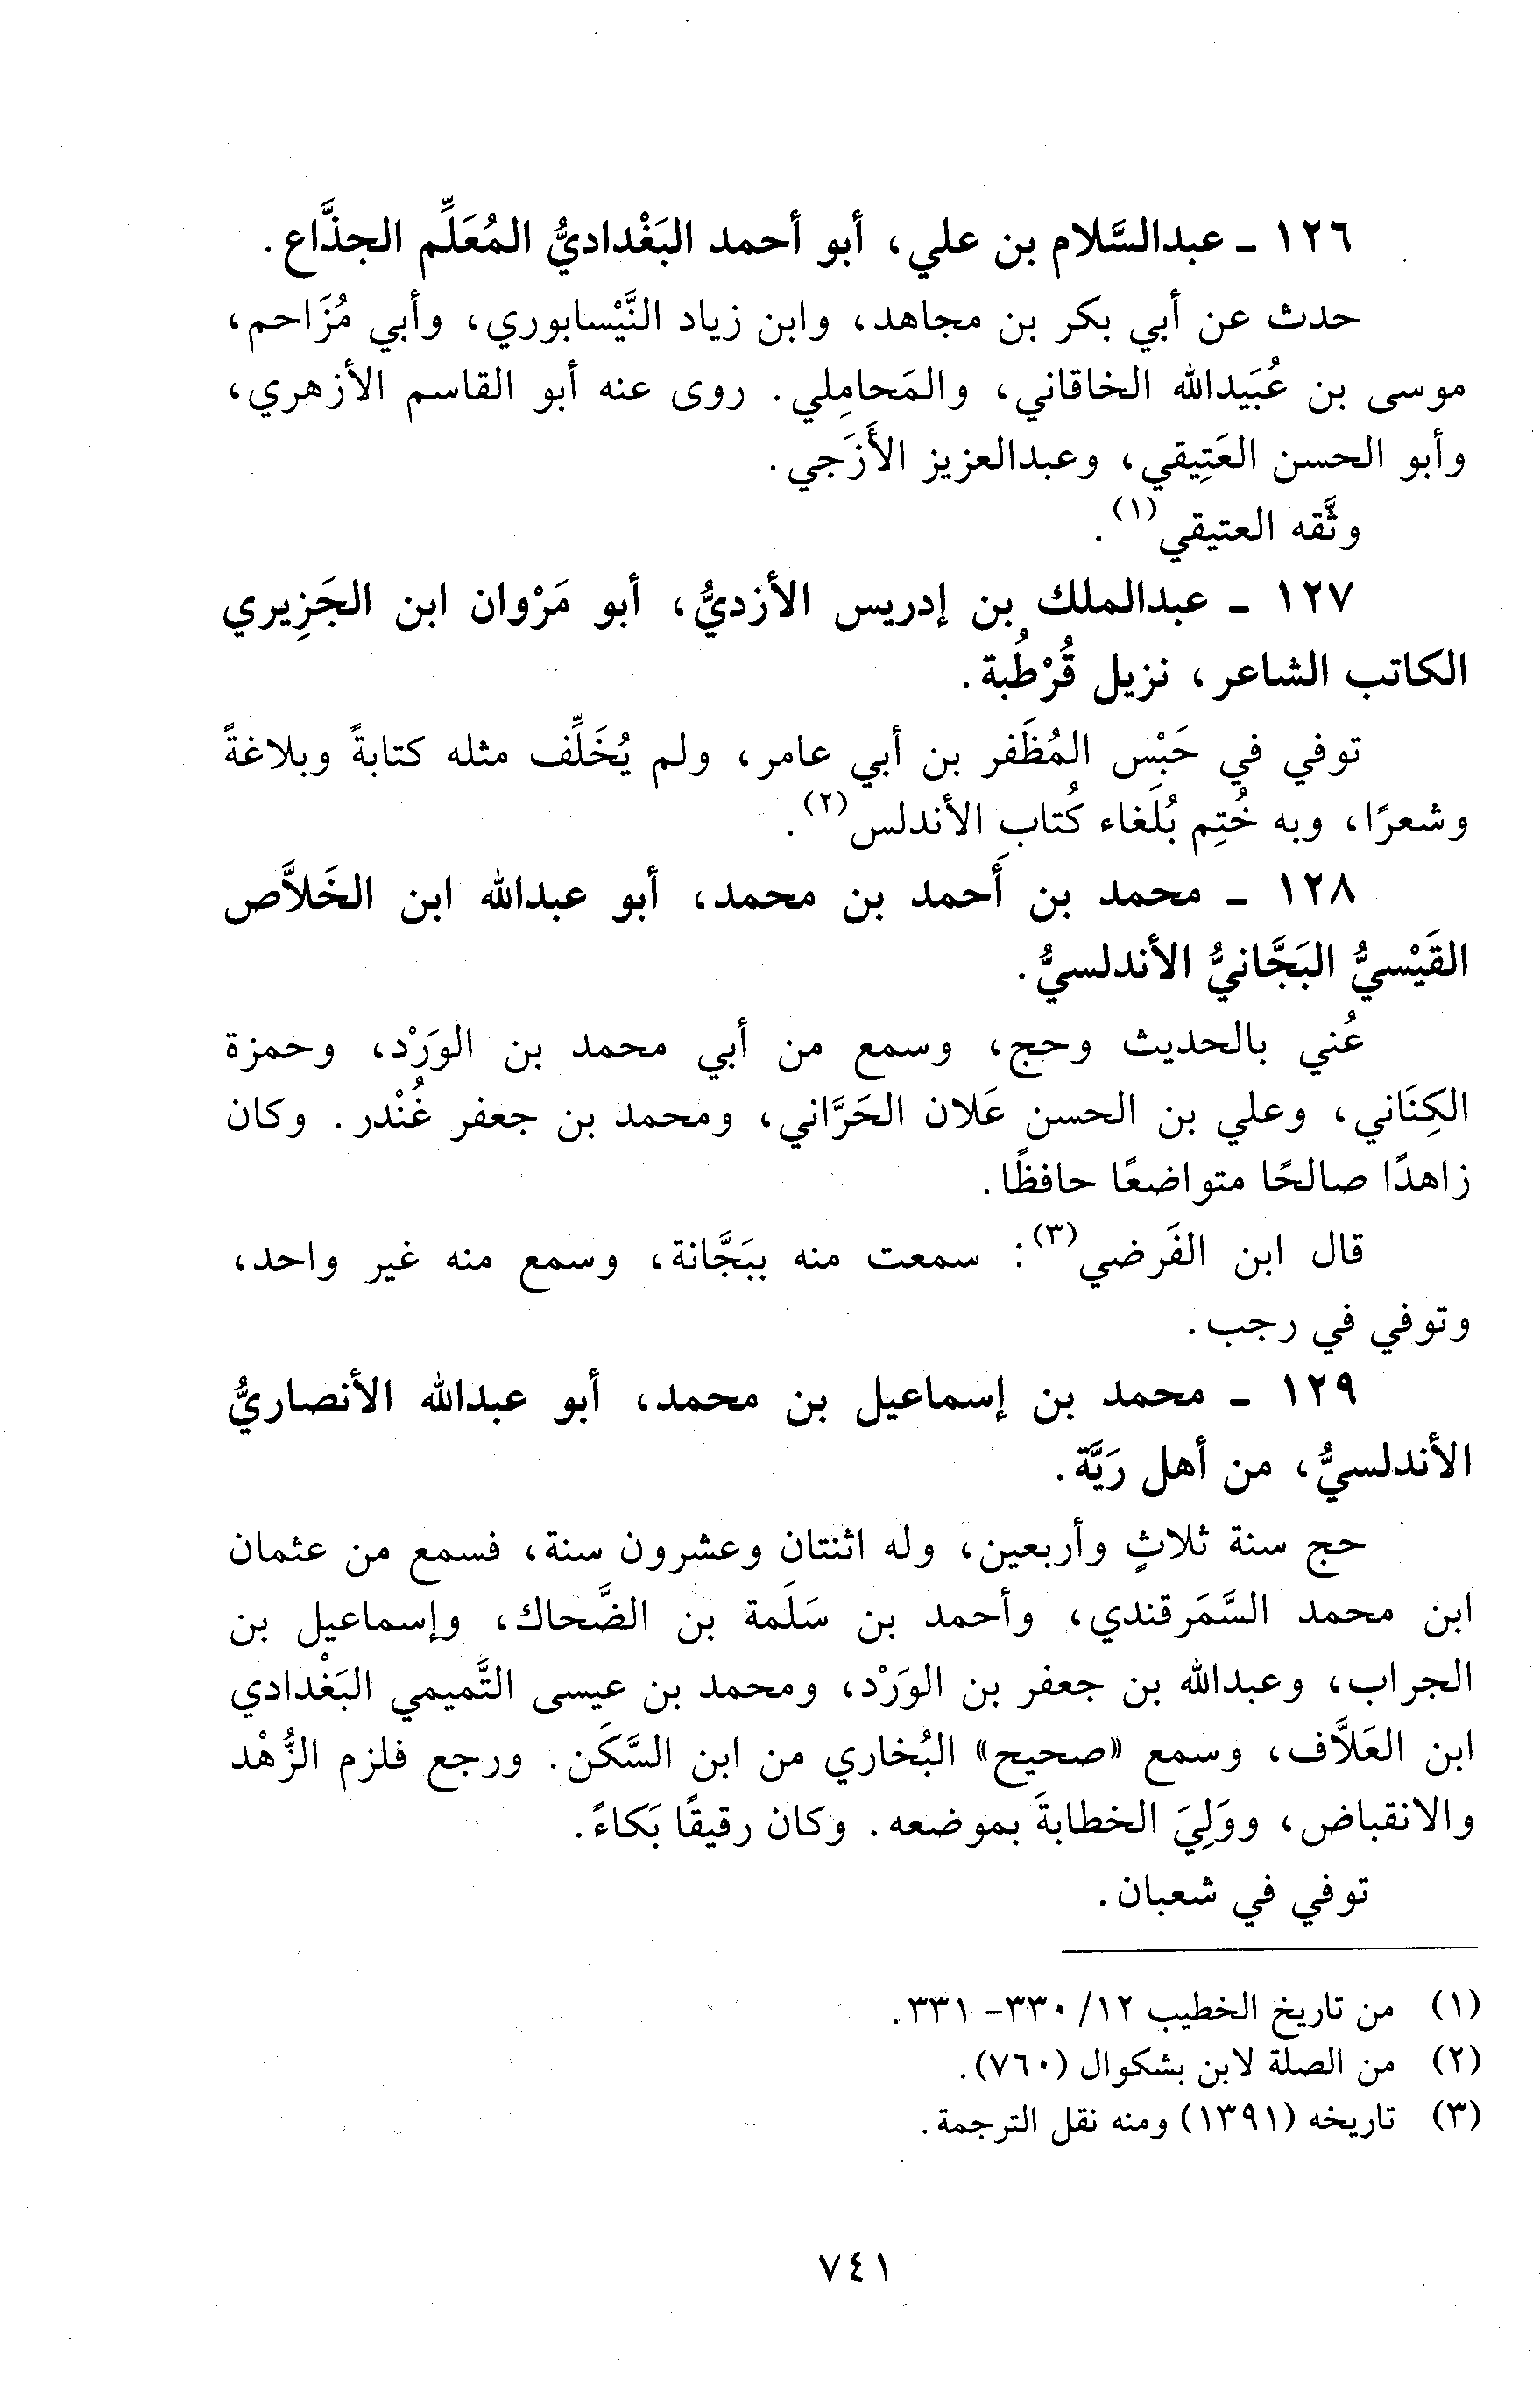 ١٢٦ ـ عبدالسَّلام بن علي، أبو أحمد البَغْداديُّ المُعَلِّم الجذَّاع.
حدث عن أبي بكر بن مجاهد، وابن زياد النَّيْسابوري، وأبي مُزَاحم،
موسى بن عُبَيدالله الخاقاني، والمَحامِلي. روى عنه أبو القاسم الأزهري،
وأبو الحسن العَتِيقي، وعبدالعزيز الأَزَجي.
وثَّقه العتيقي(١).
١٢٧ ـ عبدالملك بن إدريس الأزديُّ، أبو مَرْوان ابن الجَزِيري
الكاتب الشاعر، نزيل قُرْطُبة.
توفي في حَبْس المُظَفر بن أبي عامر، ولم يُخَلِّف مثله كتابةً وبلاغةً
وشعرًا، وبه خُتِم بُلَغاء كُتاب الأندلس(٢).
١٢٨ ـ محمد بن أَحمد بن محمد، أبو عبدالله ابن الخَلاَّص
القَيْسيُّ البَجَّانيُّ الأندلسيُّ.
عُني بالحديث وحج، وسمع من أبي محمد بن الوَرْد، وحمزة
الكِنَاني، وعلي بن الحسن عَلان الحَرَّاني، ومحمد بن جعفر غُنْدر. وكان
زاهدًا صالحًا متواضعًا حافظًا.
قال ابن الفَرضي(٣): سمعت منه ببَجَّانة، وسمع منه غير واحد،
وتوفي في رجب.
١٢٩ ـ محمد بن إسماعيل بن محمد، أبو عبدالله الأنصاريُّ
الأندلسيُّ، من أهل رَيَّة.
حج سنة ثلاثٍ وأربعين، وله اثنتان وعشرون سنة، فسمع من عثمان
ابن محمد السَّمَرقندي، وأحمد بن سَلَمة بن الضَّحاك، وإسماعيل بن
الجراب، وعبدالله بن جعفر بن الوَرْد، ومحمد بن عيسى التَّميمي البَغْدادي
ابن العَلاَّف، وسمع «صحيح» البُخاري من ابن السَّكَن. ورجع فلزم الزُّهْد
والانقباض، ووَلِيَ الخطابةَ بموضعه. وكان رقيقًا بَكاءً.
توفي في شعبان.
(١) من تاريخ الخطيب ١٢/ ٣٣٠- ٣٣١.
(٢) من الصلة لابن بشكوال (٧٦٠).
(٣) تاريخه (١٣٩١) ومنه نقل الترجمة.
٧٤١